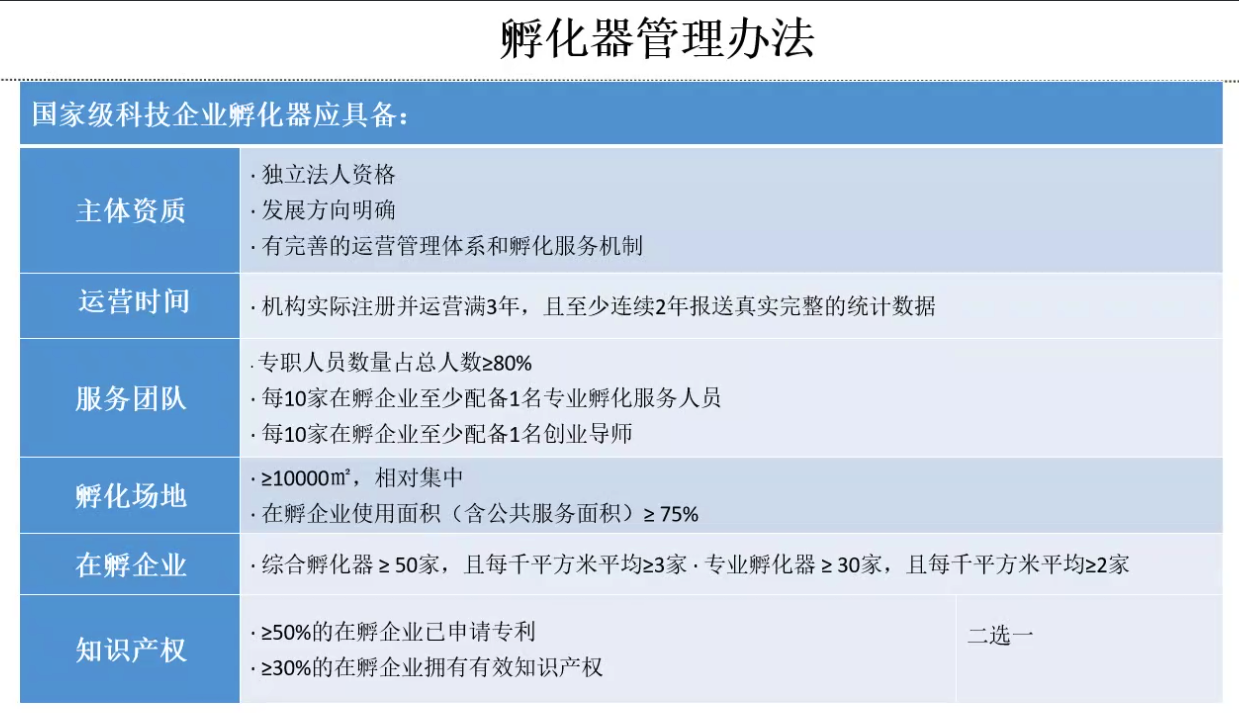 孵化器管理办法
国家级科技企业孵化器应具备：
主体资质
· 独立法人资格
· 发展方向明确
· 有完善的运营管理体系和孵化服务机制
运营时间
· 机构实际注册并运营满3年，且至少连续2年报送真实完整的统计数据
服务团队
· 专职人员数量占总人数≥80%
· 每10家在孵企业至少配备1名专业孵化服务人员
· 每10家在孵企业至少配备1名创业导师
孵化场地
· ≥10000㎡，相对集中
· 在孵企业使用面积（含公共服务面积）≥ 75%
在孵企业
· 综合孵化器 ≥ 50家，且每千平方米平均≥3家 · 专业孵化器 ≥ 30家，且每千平方米平均≥2家
知识产权
· ≥50%的在孵企业已申请专利
· ≥30%的在孵企业拥有有效知识产权
二选一